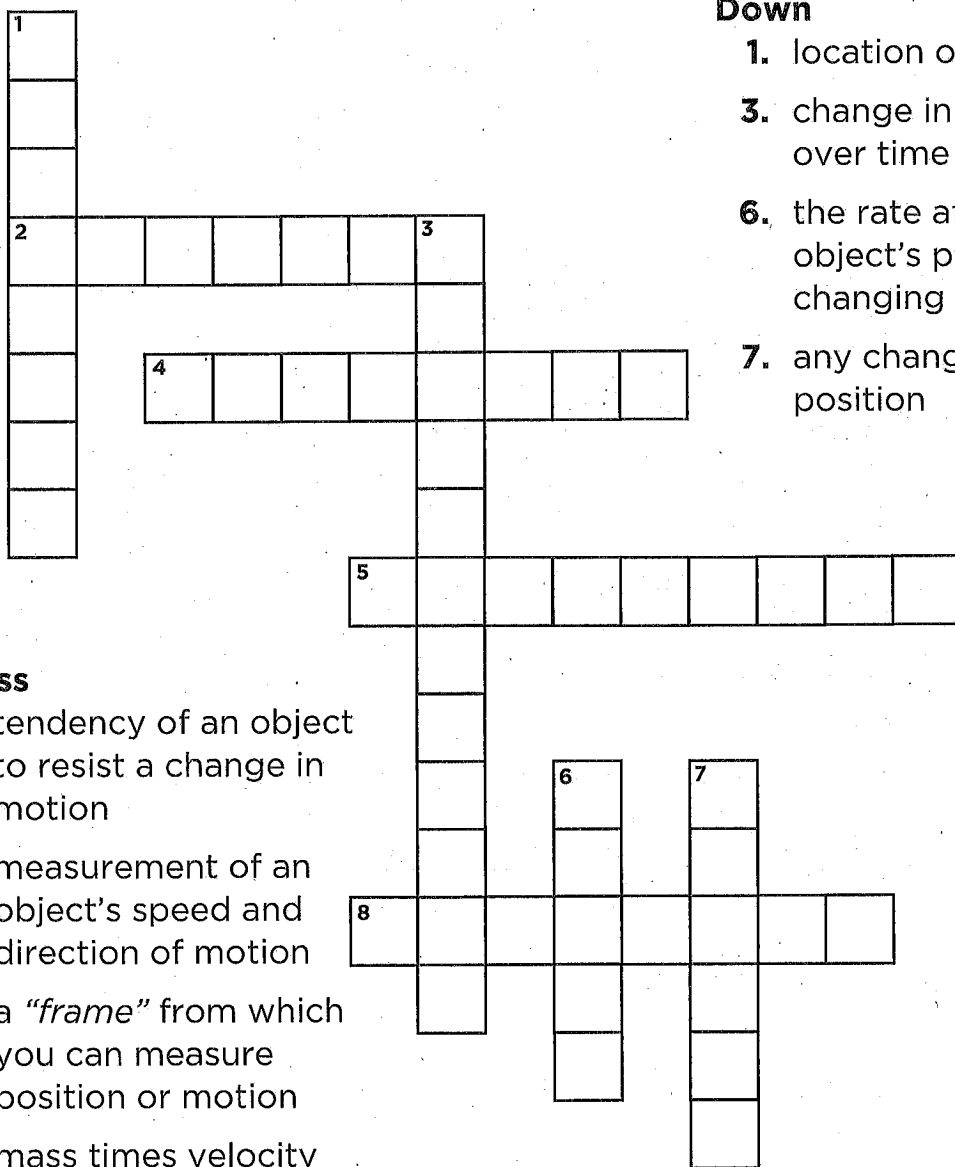 Down
1. location o
3. change in
over time
6. the rate a
object's p
changing
7. any chang
position
1
2
3
4
5
6
7
8
ss
tendency of an object
to resist a change in
motion
measurement of an
object's speed and
direction of motion
a "frame" from which
you can measure
position or motion
mass times velocity